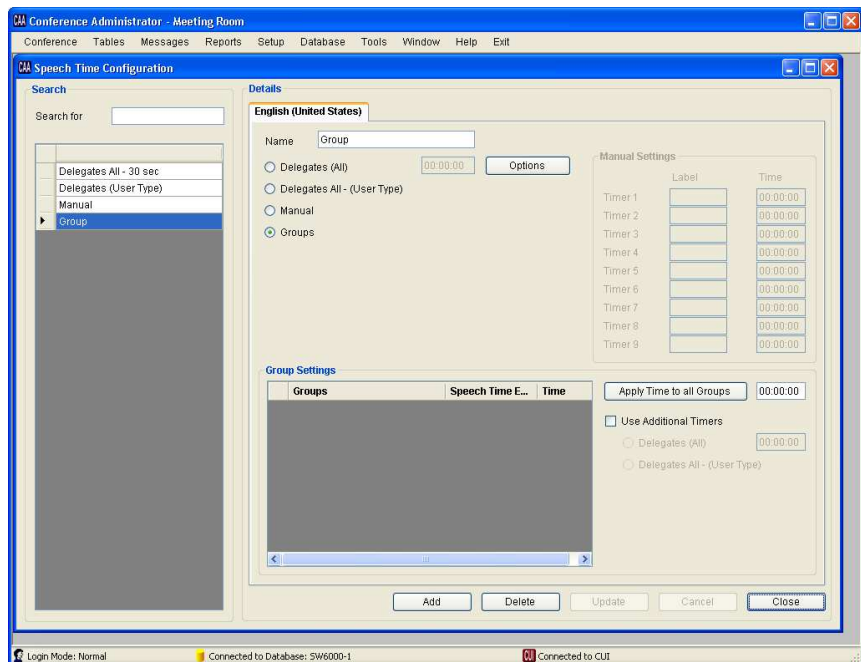 CAA Conference Administrator - Meeting Room
Conference Tables Messages Reports Setup Database Tools Window Help Exit
CAA Speech Time Configuration
Search
Search for
Delegates All - 30 sec
Delegates (User Type)
Manual
Group
Details
English (United States)
Name Group
Delegates (All) 00:00:00 Options
Delegates All - (User Type)
Manual
Groups
Manual Settings
Label Time
Timer 1 00:00:00
Timer 2 00:00:00
Timer 3 00:00:00
Timer 4 00:00:00
Timer 5 00:00:00
Timer 6 00:00:00
Timer 7 00:00:00
Timer 8 00:00:00
Timer 9 00:00:00
Group Settings
Groups Speech Time E... Time
Apply Time to all Groups 00:00:00
Use Additional Timers
Delegates (All) 00:00:00
Delegates All - (User Type)
Add Delete Update Cancel Close
Login Mode: Normal Connected to Database: SW6000-1 CUI Connected to CUI